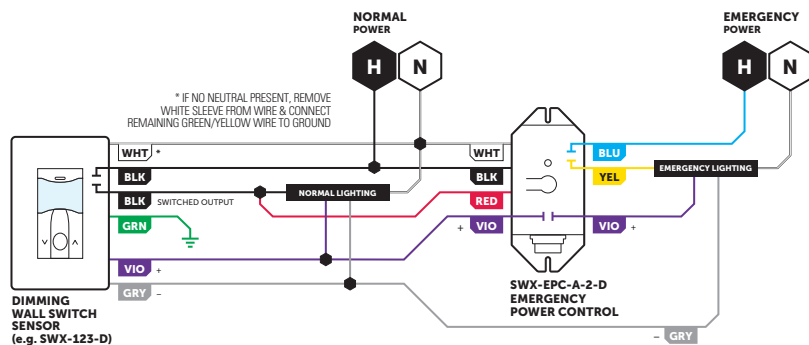 NORMAL
POWER
H
N
EMERGENCY
POWER
H
N
* IF NO NEUTRAL PRESENT, REMOVE
WHITE SLEEVE FROM WIRE & CONNECT
REMAINING GREEN/YELLOW WIRE TO GROUND
WHT *
BLK
BLK SWITCHED OUTPUT
GRN
VIO +
GRY –
NORMAL LIGHTING
WHT
BLK
RED
+ VIO
BLU
YEL
VIO +
EMERGENCY LIGHTING
– GRY
DIMMING
WALL SWITCH
SENSOR
(e.g. SWX-123-D)
SWX-EPC-A-2-D
EMERGENCY
POWER CONTROL